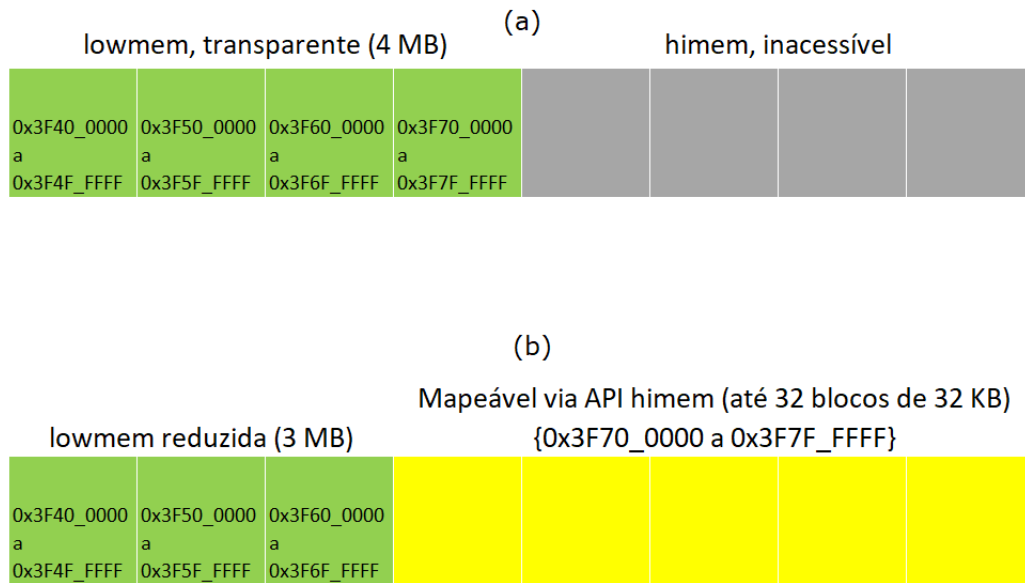 (a)
lowmem, transparente (4 MB)
himem, inacessível
0x3F40_0000
a
0x3F4F_FFFF
0x3F50_0000
a
0x3F5F_FFFF
0x3F60_0000
a
0x3F6F_FFFF
0x3F70_0000
a
0x3F7F_FFFF
(b)
Mapeável via API himem (até 32 blocos de 32 KB)
lowmem reduzida (3 MB)
{0x3F70_0000 a 0x3F7F_FFFF}
0x3F40_0000
a
0x3F4F_FFFF
0x3F50_0000
a
0x3F5F_FFFF
0x3F60_0000
a
0x3F6F_FFFF